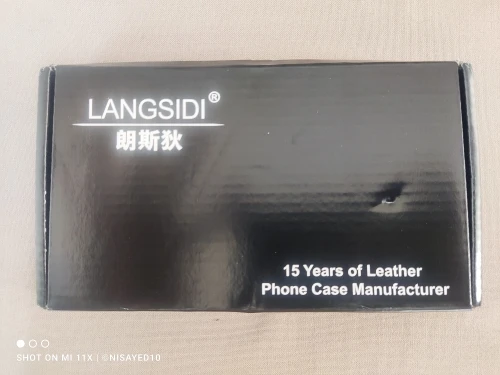 LANGSIDI®
朗斯狄
15 Years of Leather
Phone Case Manufacturer
SHOT ON MI 11X | ©NISAYED10